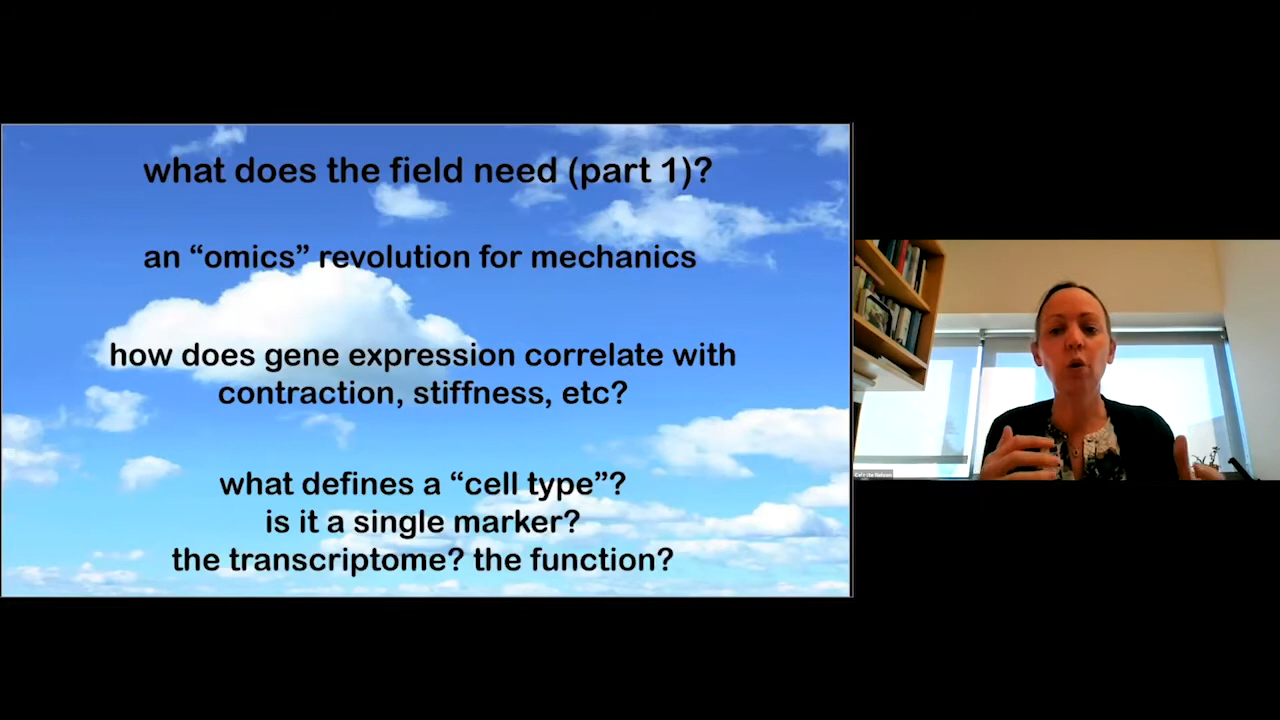 what does the field need (part 1)?
an “omics” revolution for mechanics
how does gene expression correlate with
contraction, stiffness, etc?
what defines a “cell type”?
is it a single marker?
the transcriptome? the function?
Nelson